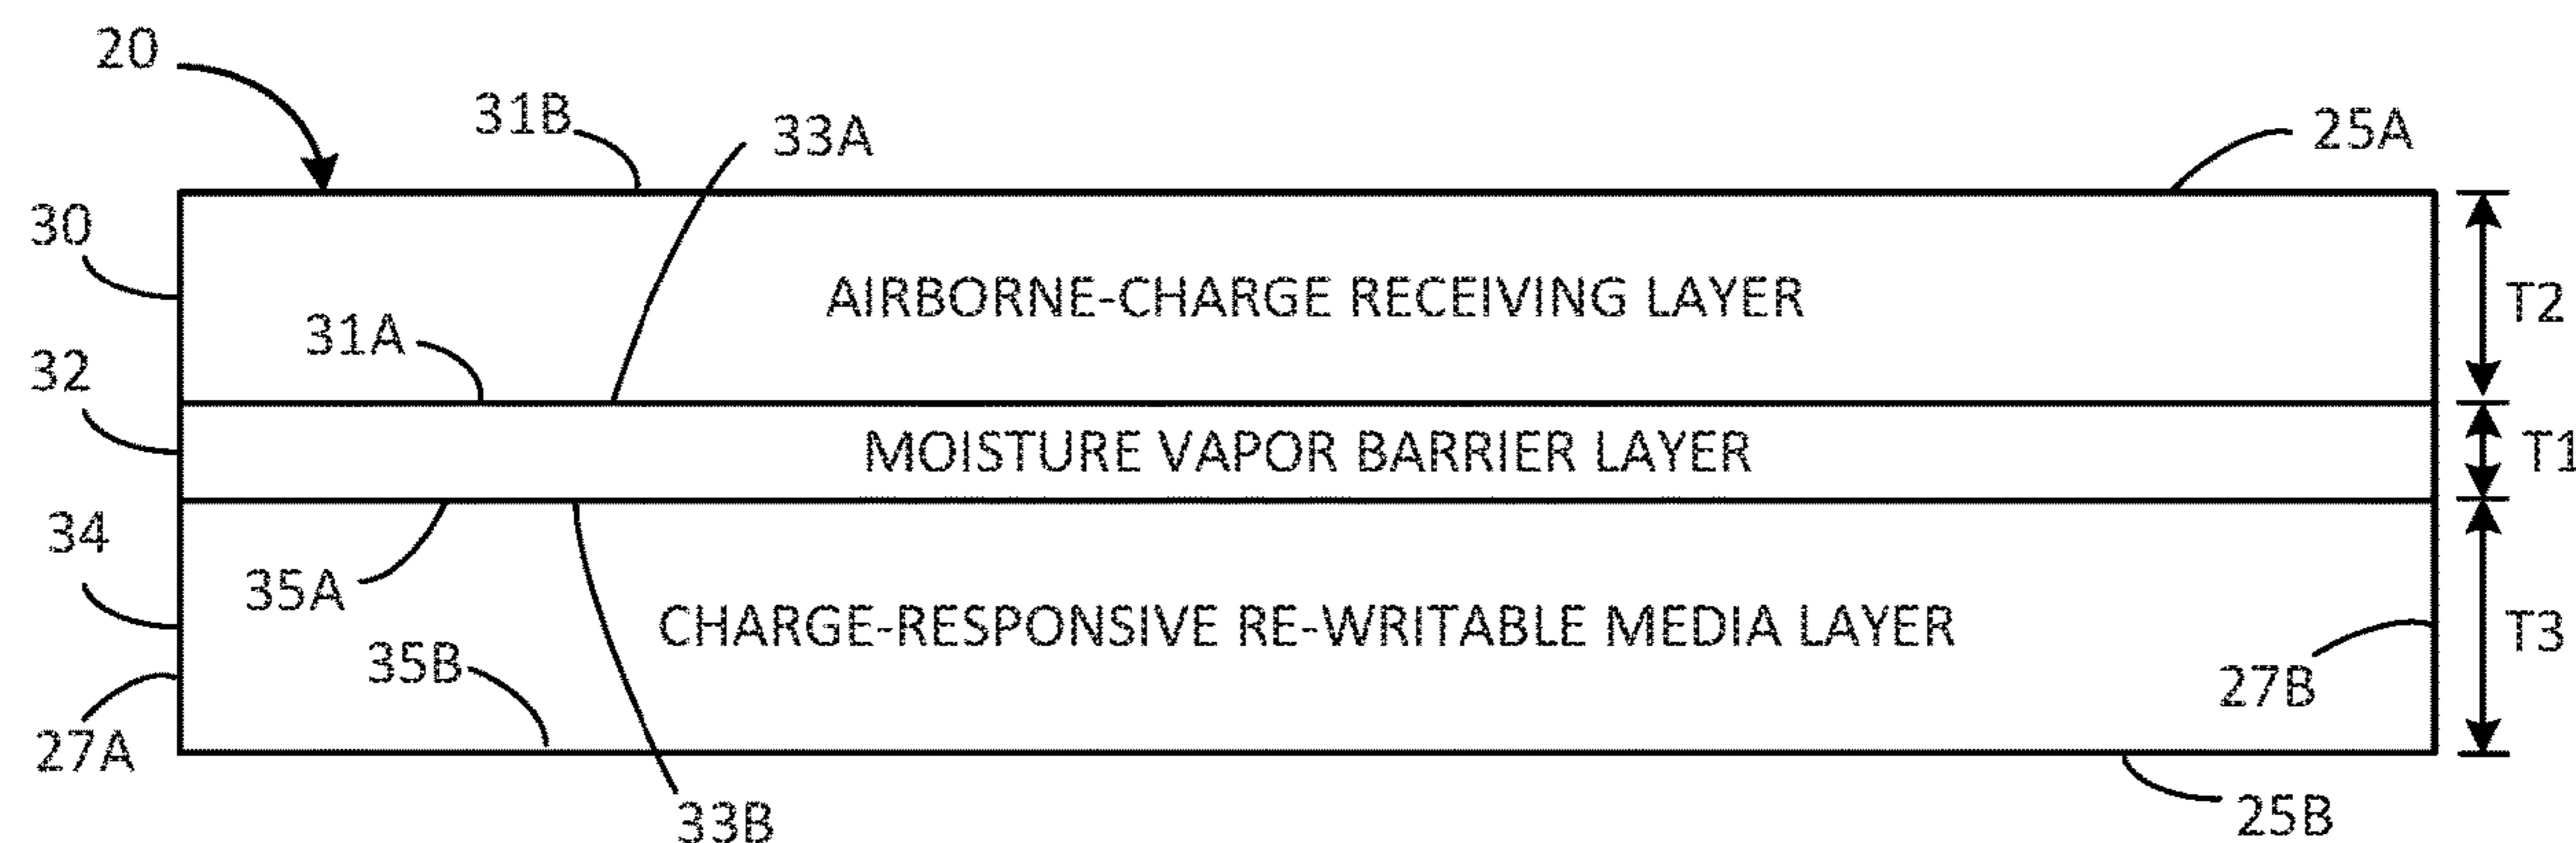 20
31B
33A
25A
30
AIRBORNE-CHARGE RECEIVING LAYER
T2
31A
32
MOISTURE VAPOR BARRIER LAYER
T1
34
35A
CHARGE-RESPONSIVE RE-WRITABLE MEDIA LAYER
T3
35B
27B
27A
33B
25B